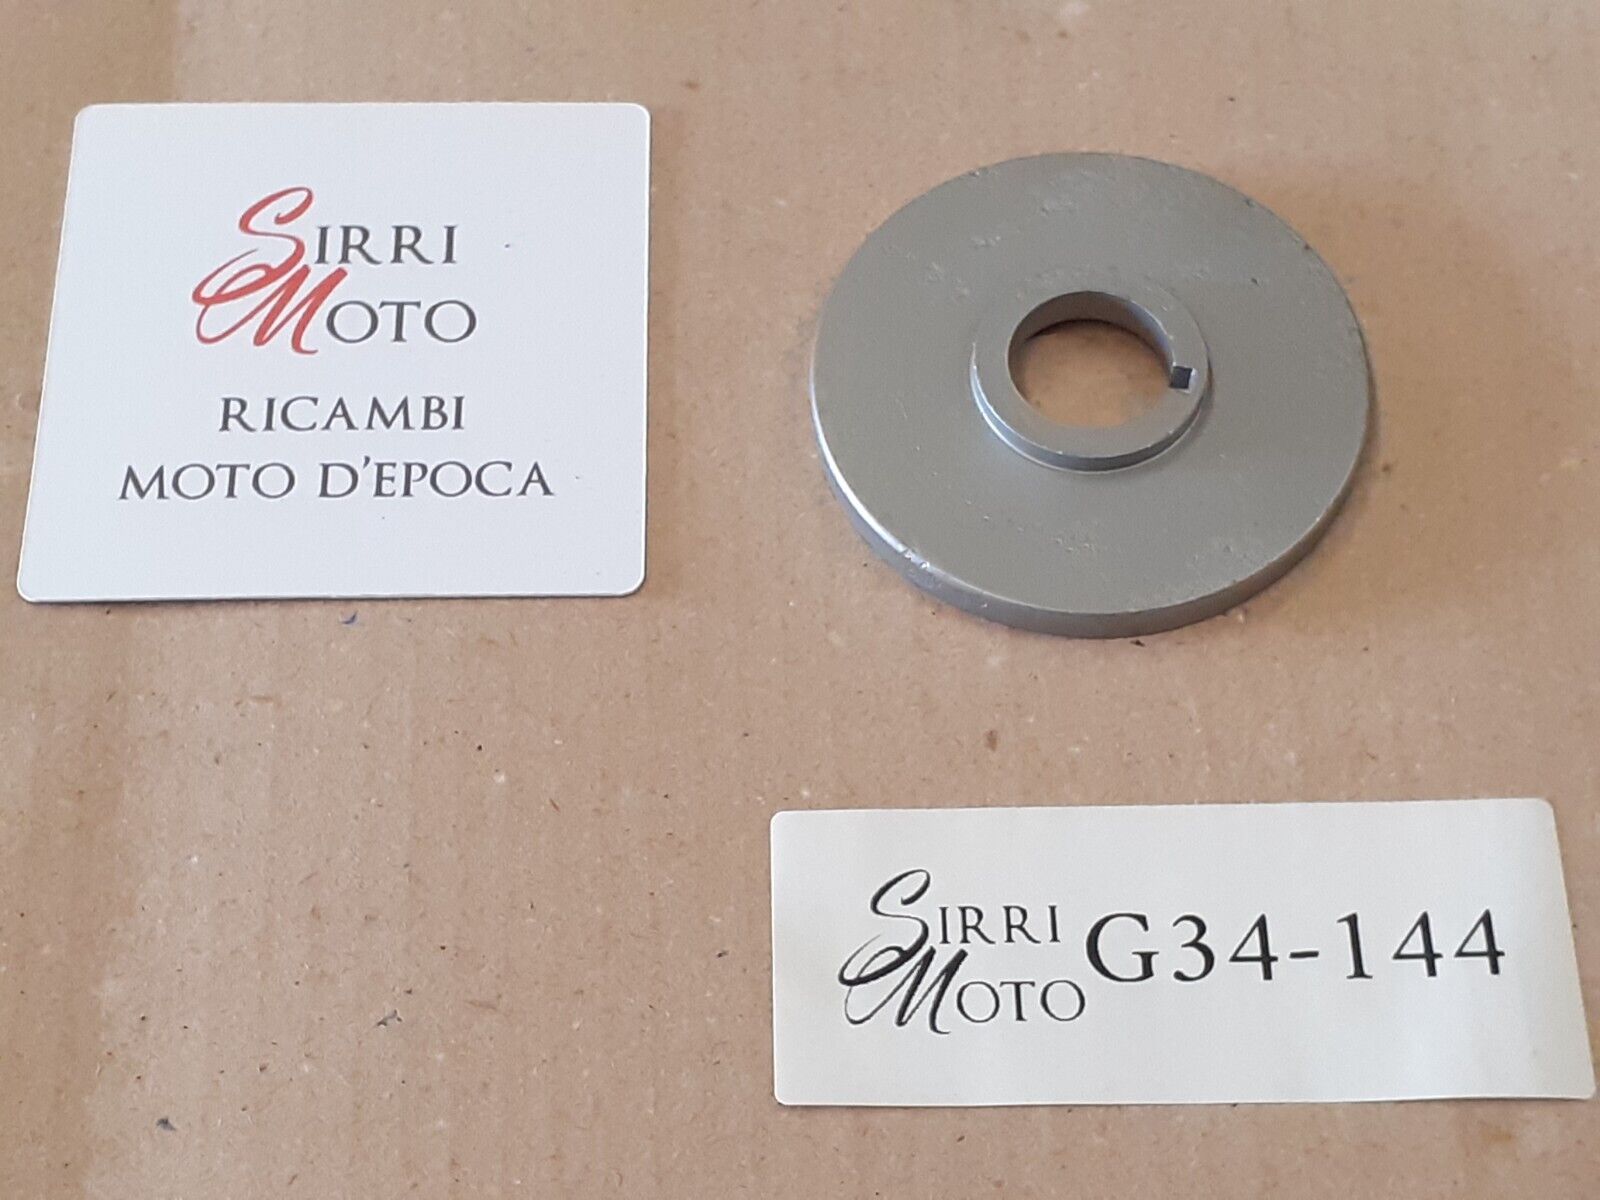 SIRRI
MOTO
RICAMBI
MOTO D'EPOCA
SIRRI
MOTO
G34-144